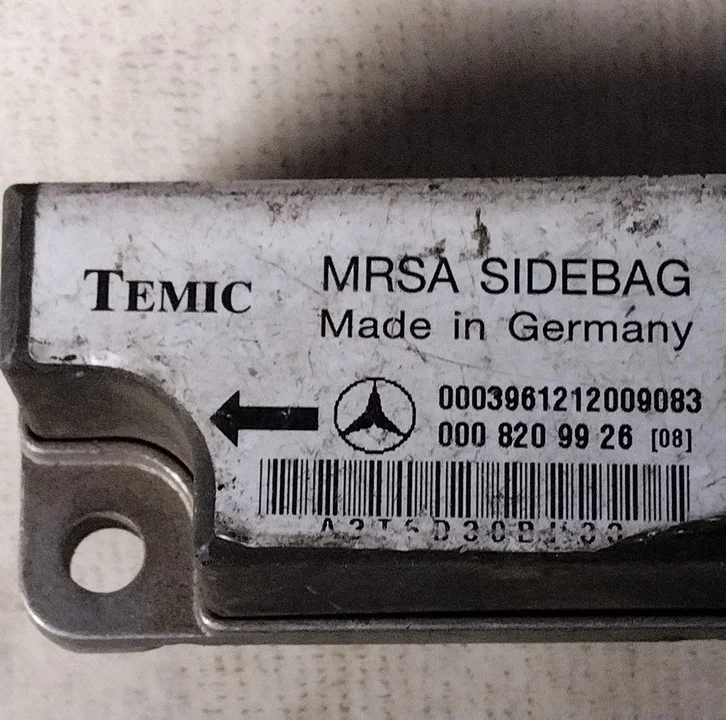 TEMIC
MRSA SIDEBAG
Made in Germany
0003961212009083
000 820 99 26 [08]